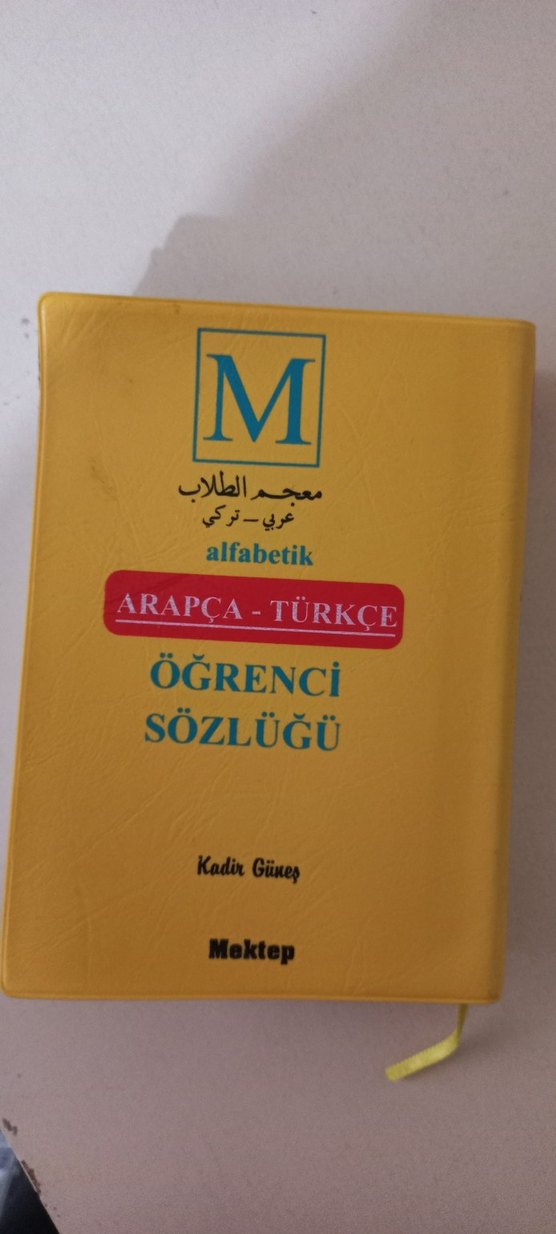 M
معجم الطلاب
عربي – تركي
alfabetik
ARAPÇA - TÜRKÇE
ÖĞRENCİ
SÖZLÜĞÜ
Kadir Güneş
Mektep